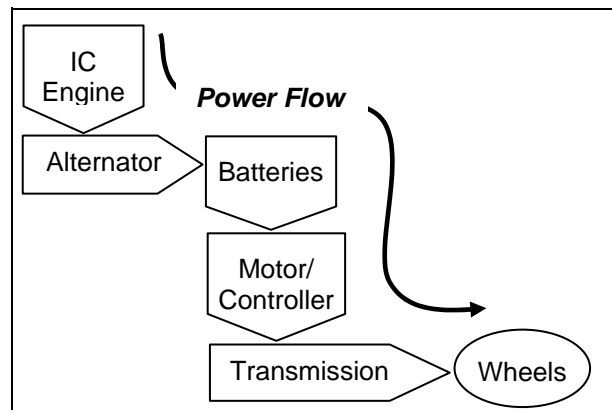 IC
Engine
Power Flow
Alternator
Batteries
Motor/
Controller
Transmission
Wheels